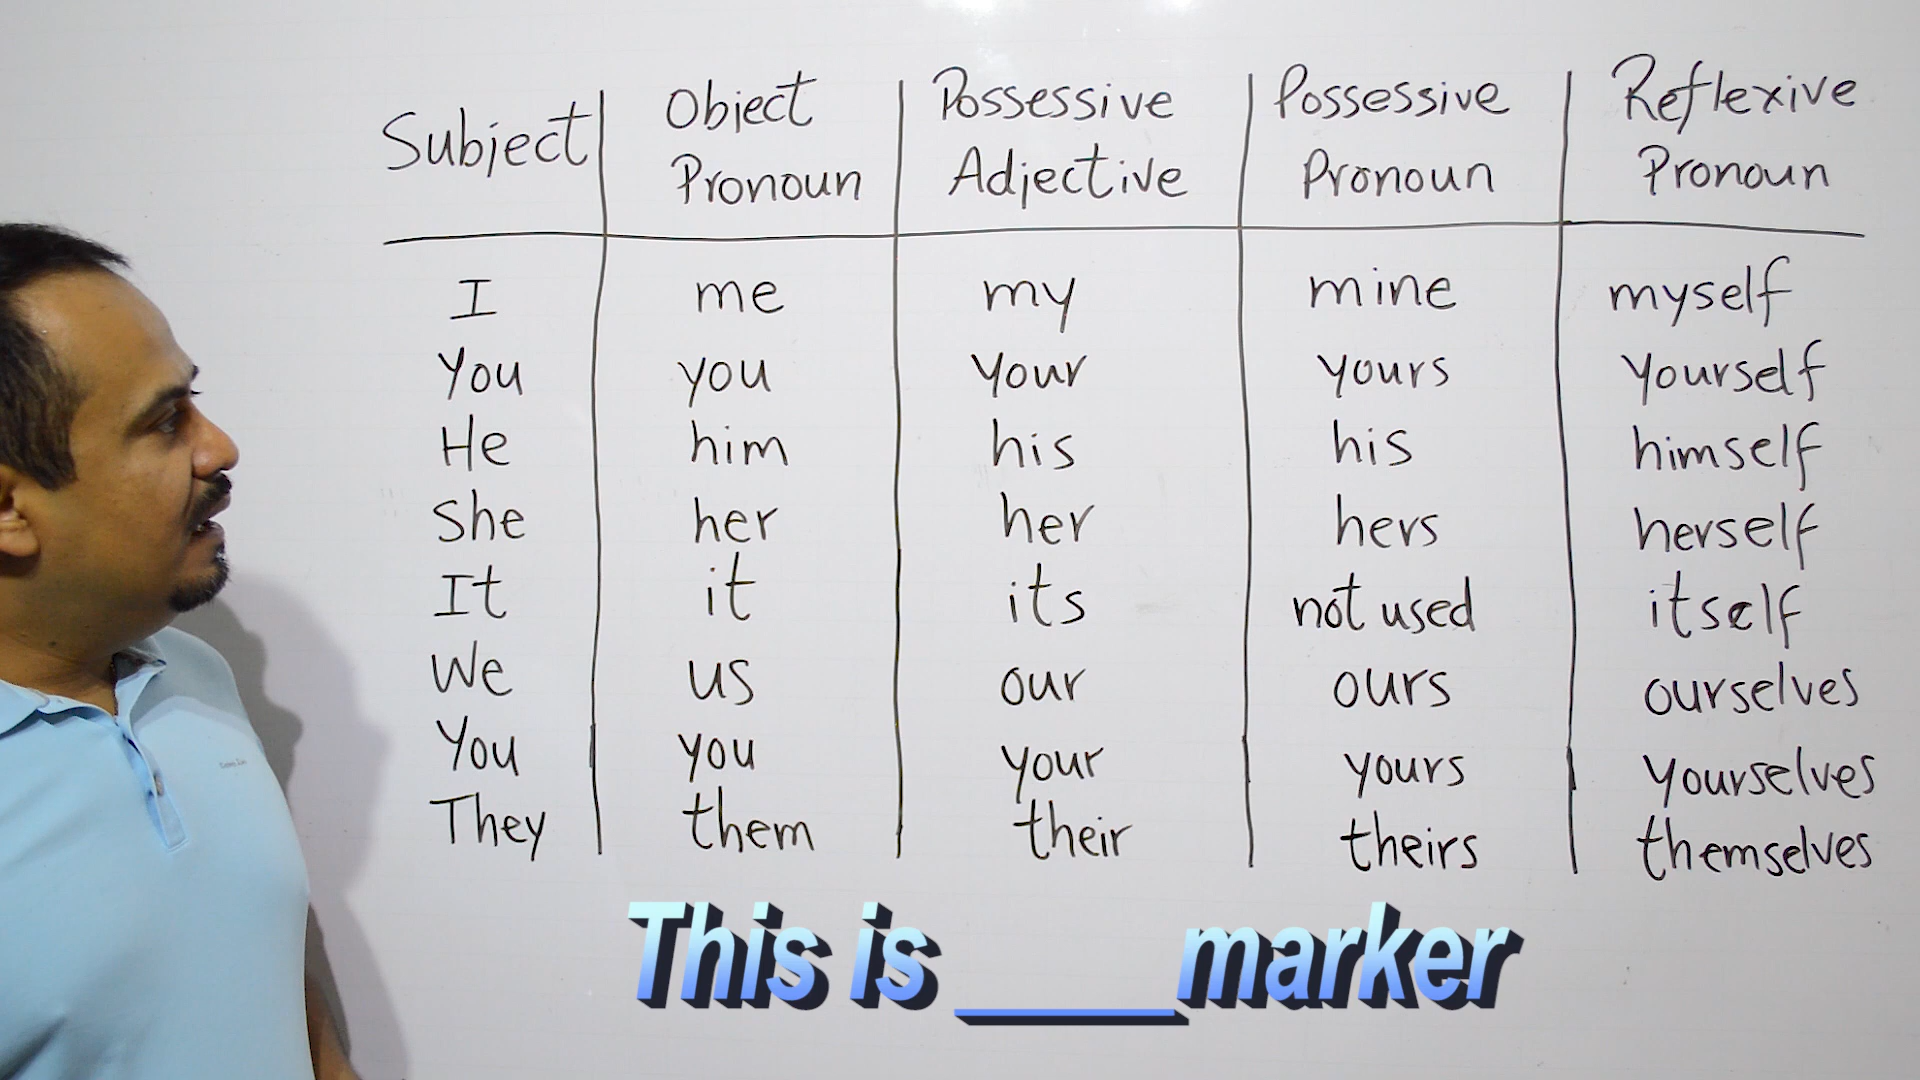 Subject Object Pronoun Possessive Adjective Possessive Pronoun Reflexive Pronoun
I me my mine myself
You you your yours yourself
He him his his himself
She her her hers herself
It it its not used itself
We us our ours ourselves
You you your yours yourselves
They them their theirs themselves
This is ____ marker